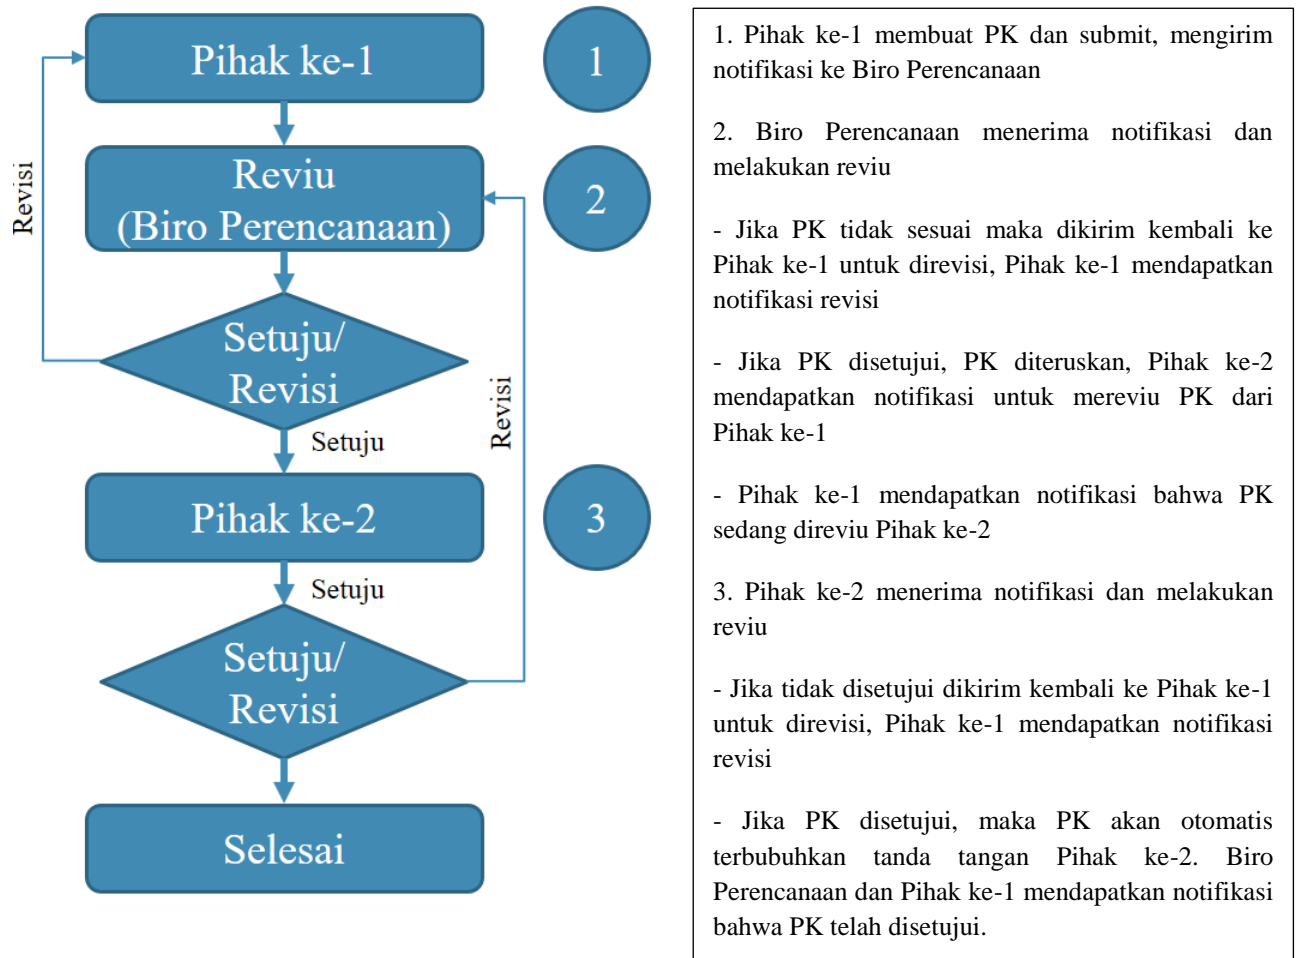 Pihak ke-1
1
Revisi
Reviu
(Biro Perencanaan)
2
Setuju/
Revisi
Revisi
Setuju
Pihak ke-2
3
Setuju
Setuju/
Revisi
Selesai
1. Pihak ke-1 membuat PK dan submit, mengirim
notifikasi ke Biro Perencanaan
2. Biro Perencanaan menerima notifikasi dan
melakukan reviu
- Jika PK tidak sesuai maka dikirim kembali ke
Pihak ke-1 untuk direvisi, Pihak ke-1 mendapatkan
notifikasi revisi
- Jika PK disetujui, PK diteruskan, Pihak ke-2
mendapatkan notifikasi untuk mereviu PK dari
Pihak ke-1
- Pihak ke-1 mendapatkan notifikasi bahwa PK
sedang direviu Pihak ke-2
3. Pihak ke-2 menerima notifikasi dan melakukan
reviu
- Jika tidak disetujui dikirim kembali ke Pihak ke-1
untuk direvisi, Pihak ke-1 mendapatkan notifikasi
revisi
- Jika PK disetujui, maka PK akan otomatis
terbubuhkan tanda tangan Pihak ke-2. Biro
Perencanaan dan Pihak ke-1 mendapatkan notifikasi
bahwa PK telah disetujui.